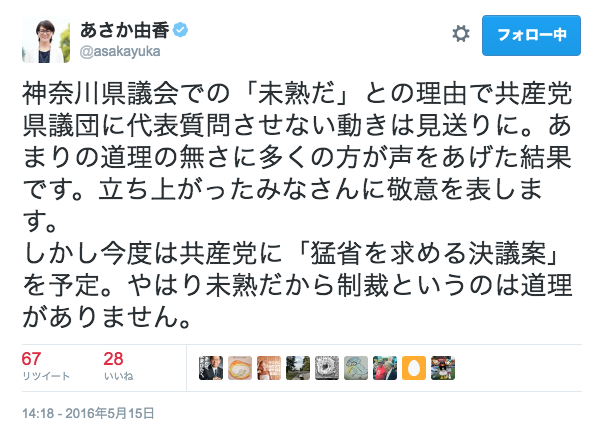 あさか由香
@asakayuka
フォロー中
神奈川県議会での「未熟だ」との理由で共産党
県議団に代表質問させない動きは見送りに。あ
まりの道理の無さに多くの方が声をあげた結果
です。立ち上がったみなさんに敬意を表しま
す。
しかし今度は共産党に「猛省を求める決議案」
を予定。やはり未熟だから制裁というのは道理
がありません。
67
リツイート
28
いいね
14:18 - 2016年5月15日